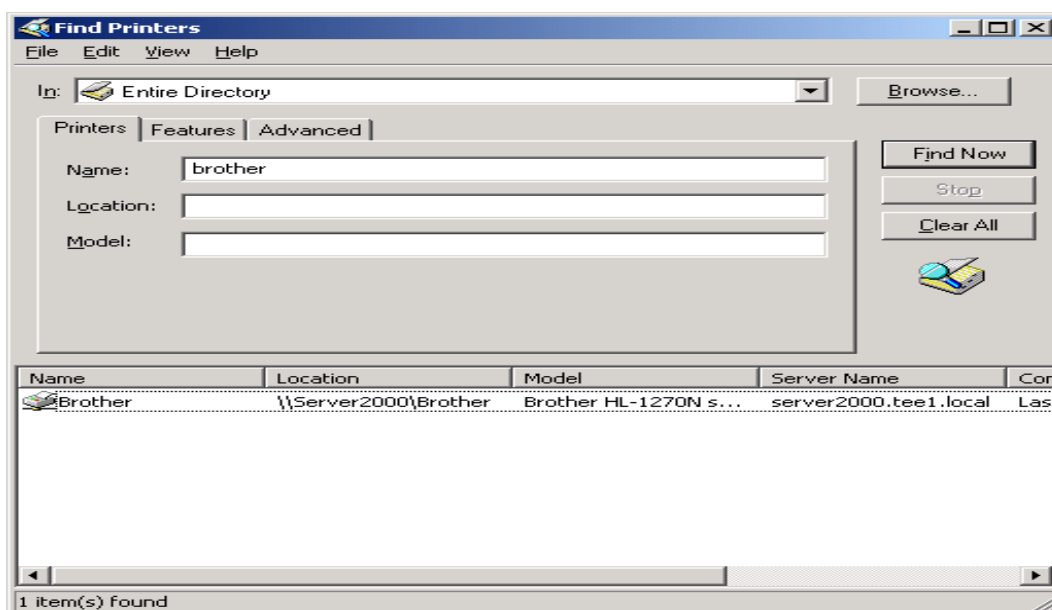 Find Printers
File Edit View Help
In: Entire Directory Browse...
Printers Features Advanced
Name: brother Find Now
Stop
Location:
Clear All
Model:
Name Location Model Server Name Cor
Brother \\Server2000\Brother Brother HL-1270N s... server2000.tee1.local Las
1 item(s) found